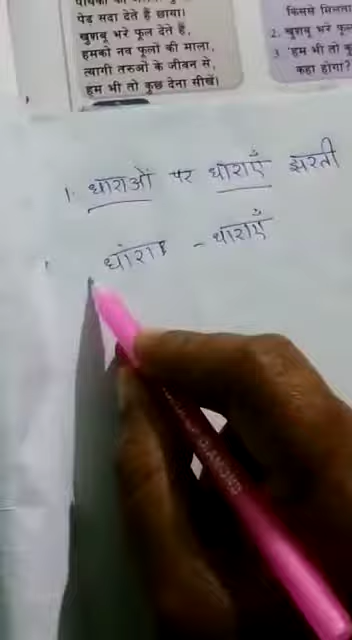 पेड़ सदा देते हैं छाया।
खुशबू भरे फूल देते हैं,
हमको नव फूलों की माला,
त्यागी तरुओं के जीवन से,
हम भी तो कुछ देना सीखें।
किससे मिलता
2. खुशबू भरे फूल
3. 'हम भी तो कु
कहा होगा?
1. धाराओं पर धाराएँ झरती
धारा - धाराएँ
DIAMOND